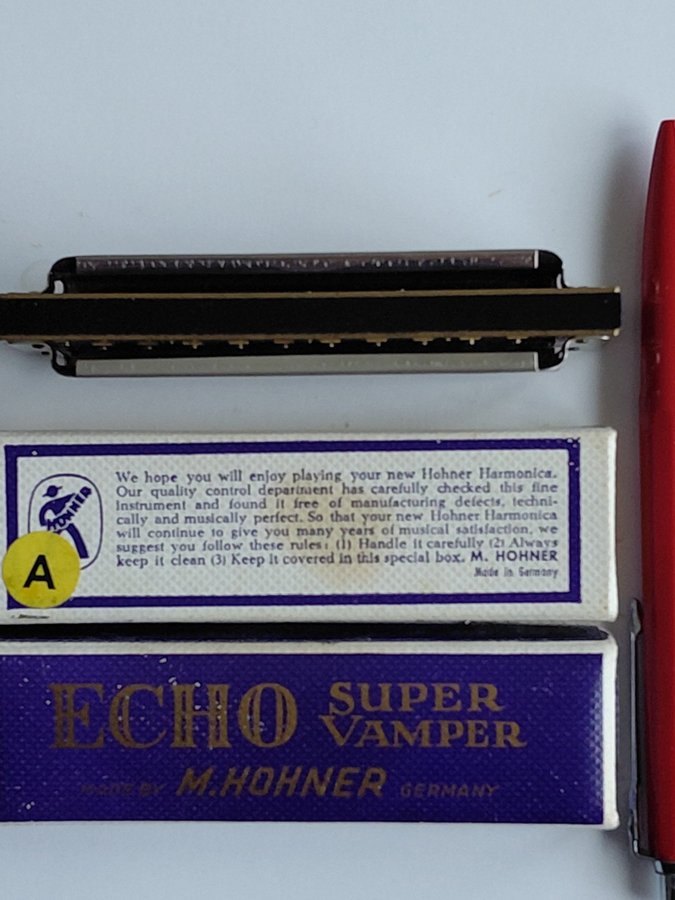 We hope you will enjoy playing your new Hohner Harmonica.
Our quality control department has carefully checked this fine
Instrument and found it free of manufacturing defects, techni-
cally and musically perfect. So that your new Hohner Harmonica
will continue to give you many years of musical satisfaction, we
suggest you follow these rules: (1) Handle it carefully (2) Always
keep it clean (3) Keep it covered in this special box. M. HOHNER
Made in Germany
HOHNER
A
ECHO SUPER
VAMPER
MADE BY M.HOHNER GERMANY